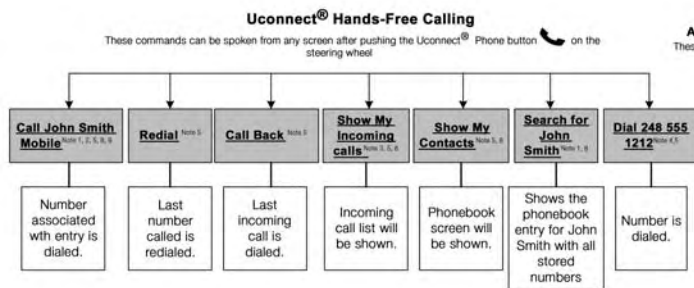 Uconnect® Hands-Free Calling
These commands can be spoken from any screen after pushing the Uconnect® Phone button on the
steering wheel
A
These
Call John Smith
Mobile Note 1, 2, 5, 8, 9
Redial Note 5
Call Back Note 5
Show My
Incoming
calls Note 3, 5, 8
Show My
Contacts Note 5, 8
Search for
John
Smith Note 1, 8
Dial 248 555
1212 Note 4,5
Number
associated
wth entry is
dialed.
Last
number
called is
redialed.
Last
incoming
call is
dialed.
Incoming
call list will
be shown.
Phonebook
screen will
be shown.
Shows the
phonebook
entry for John
Smith with all
stored
numbers
Number is
dialed.